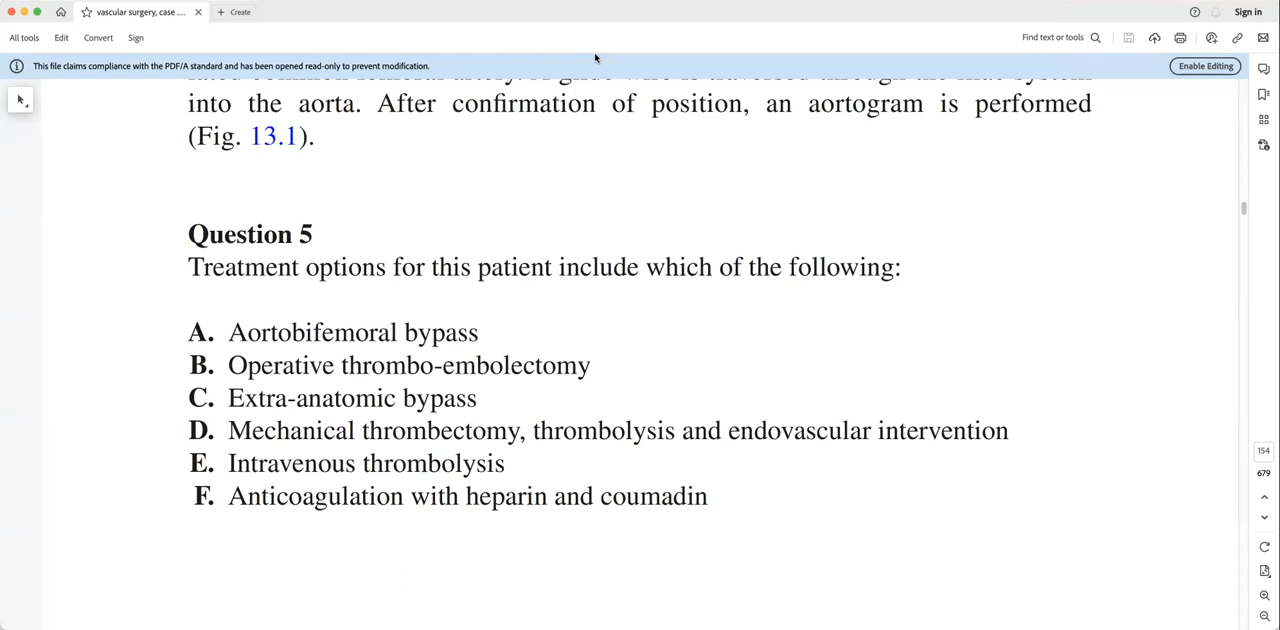 vascular surgery, case ....
Create
Sign in
All tools Edit Convert Sign
Find text or tools
This file claims compliance with the PDF/A standard and has been opened read-only to prevent modification.
Enable Editing
into the aorta. After confirmation of position, an aortogram is performed
(Fig. 13.1).
Question 5
Treatment options for this patient include which of the following:
A. Aortobifemoral bypass
B. Operative thrombo-embolectomy
C. Extra-anatomic bypass
D. Mechanical thrombectomy, thrombolysis and endovascular intervention
E. Intravenous thrombolysis
F. Anticoagulation with heparin and coumadin
154
679